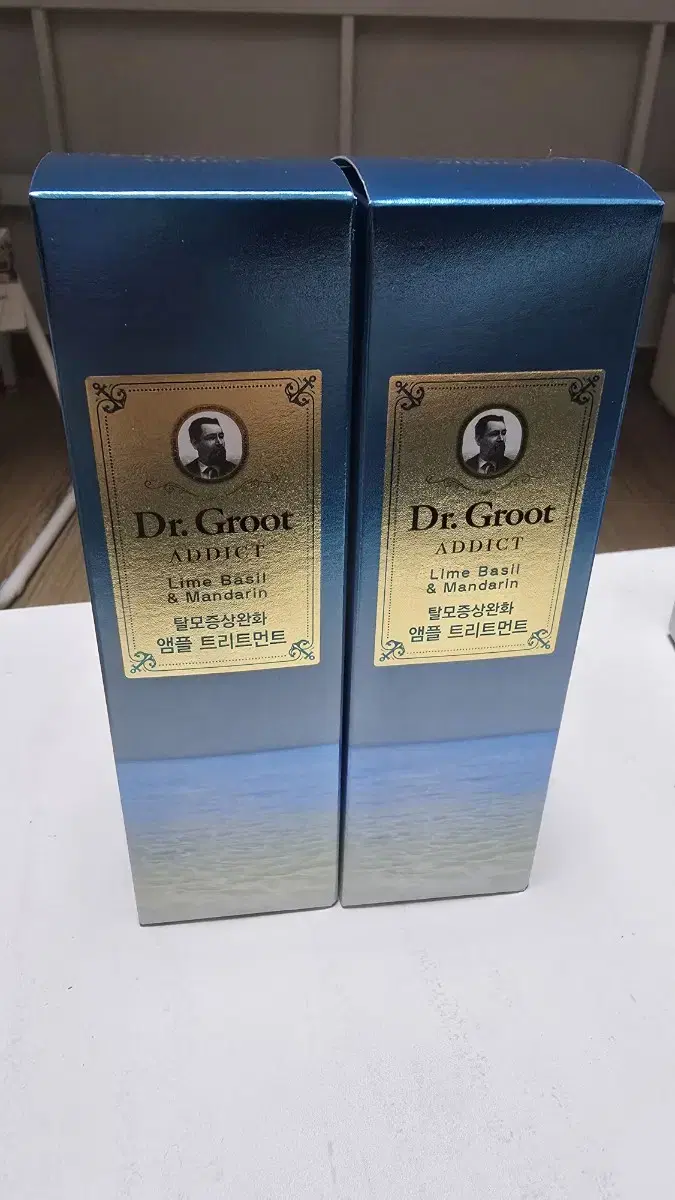 Dr. Groot
ADDICT
Lime Basil
& Mandarin
탈모증상완화
앰플 트리트먼트
Dr. Groot
ADDICT
Lime Basil
& Mandarin
탈모증상완화
앰플 트리트먼트